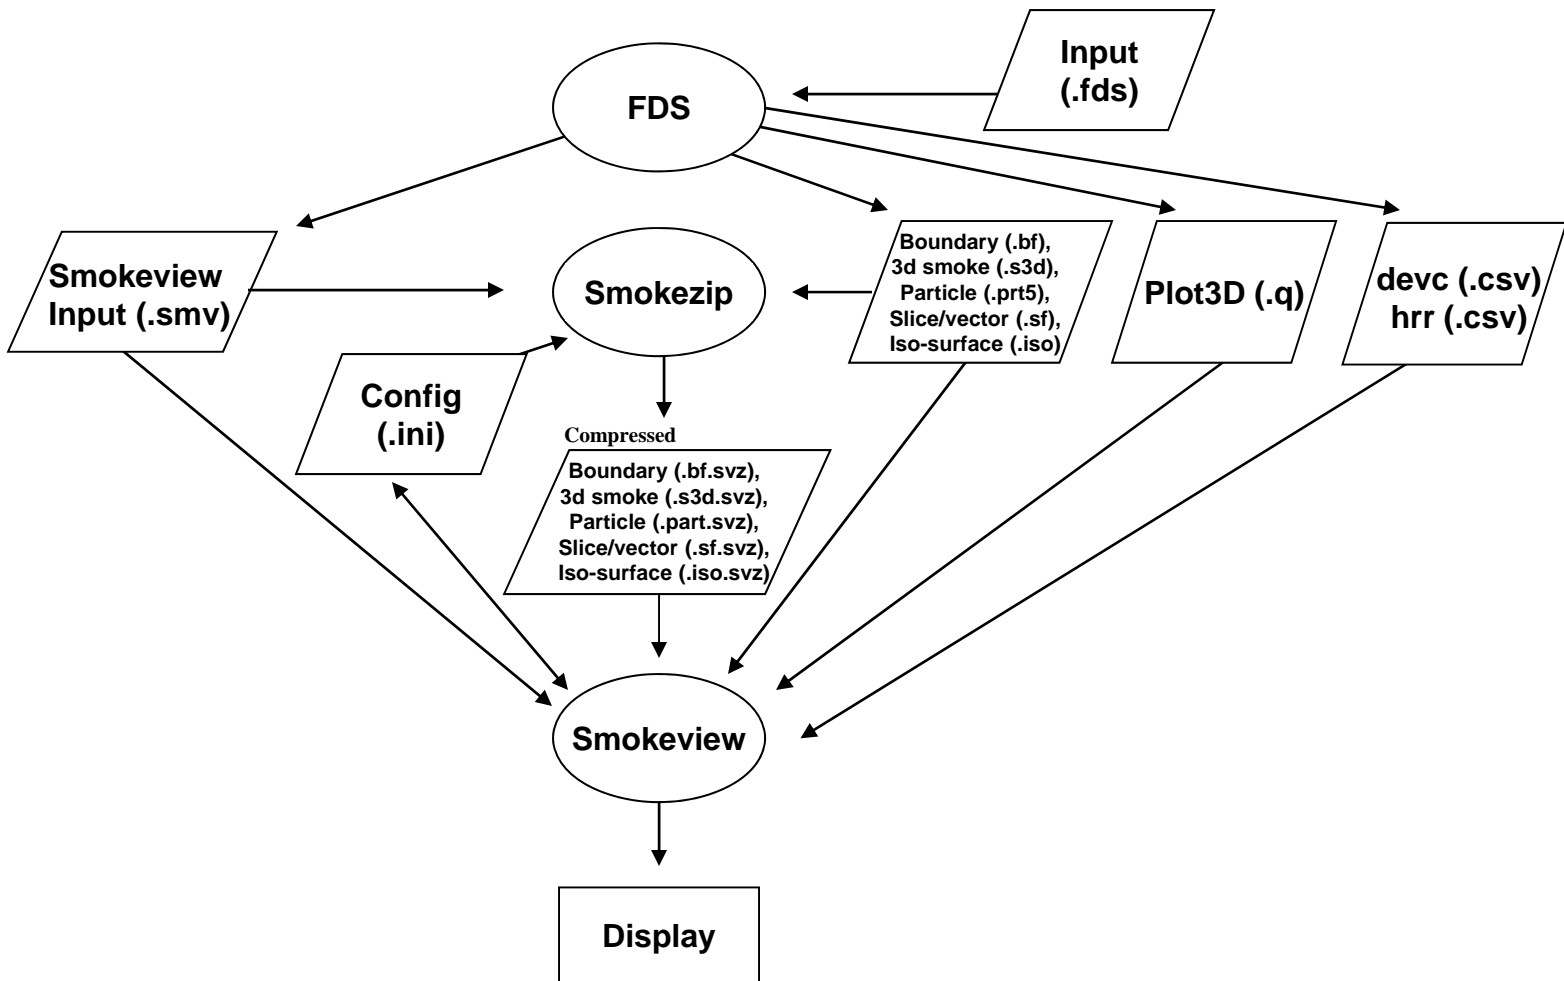 Input
(.fds)
FDS
Smokeview
Input (.smv)
Smokezip
Boundary (.bf),
3d smoke (.s3d),
Particle (.prt5),
Slice/vector (.sf),
Iso-surface (.iso)
Plot3D (.q)
devc (.csv)
hrr (.csv)
Config
(.ini)
Compressed
Boundary (.bf.svz),
3d smoke (.s3d.svz),
Particle (.part.svz),
Slice/vector (.sf.svz),
Iso-surface (.iso.svz)
Smokeview
Display